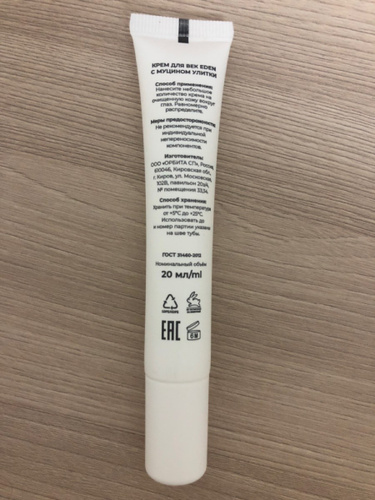 КРЕМ ДЛЯ ВЕК EDEN
С МУЦИНОМ УЛИТКИ
Способ применения:
Нанесите небольшое
количество крема на
очищенную кожу вокруг
глаз. Равномерно
распределите.
Меры предосторожности:
Не рекомендуется при
индивидуальной
непереносимости
компонентов.
Изготовитель:
ООО «ОРБИТА СП», Россия,
610046, Кировская обл.,
г. Киров, ул. Московская,
102В, павильон
№ помещения 33,34.
Способ хранения:
Хранить при температуре
от +5°С до +25°С.
Использовать до
и номер партии указаны
на шве тубы.
ГОСТ 31460-2012
Номинальный объём
20 мл/ml
EAC